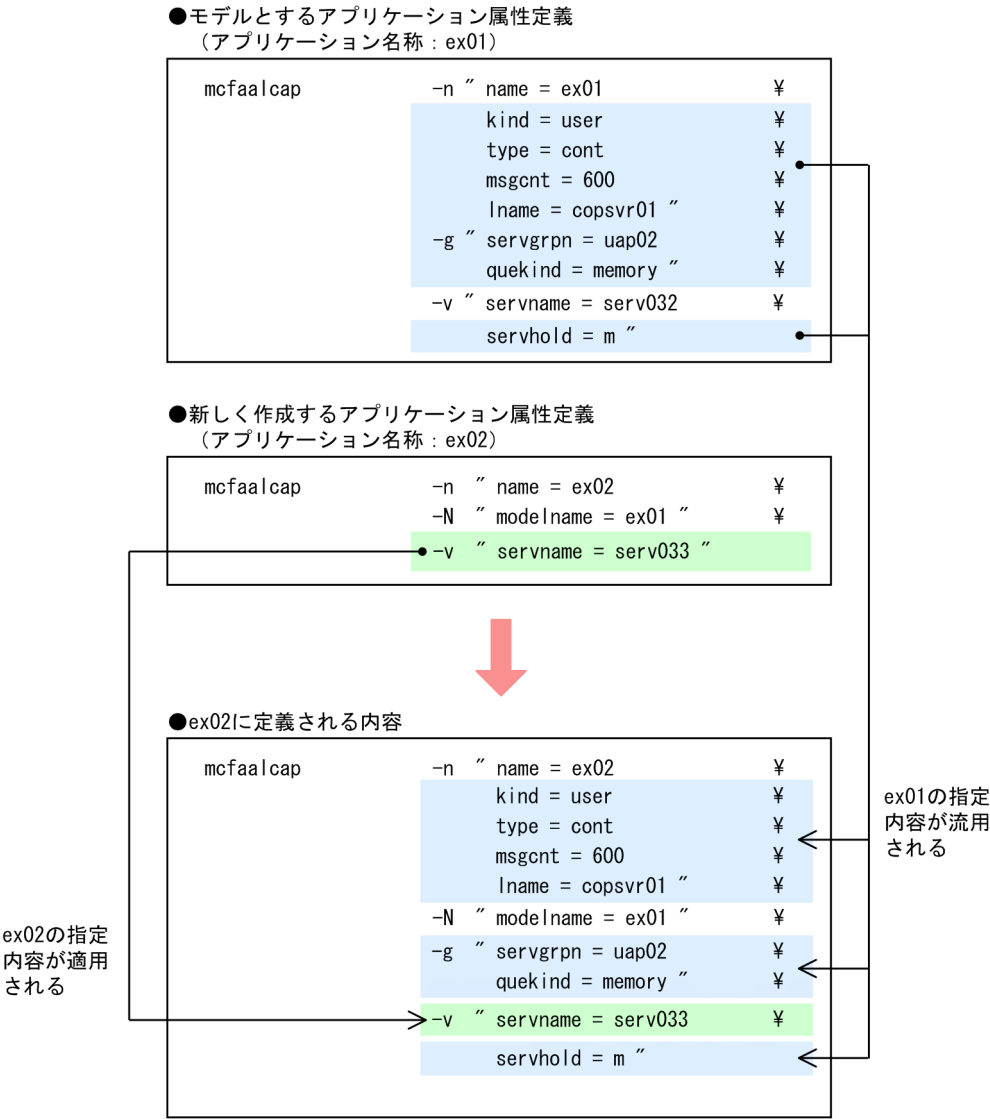 ●モデルとするアプリケーション属性定義
（アプリケーション名称：ex01）
mcfaalcap -n ″ name = ex01 ¥
kind = user ¥
type = cont ¥
msgcnt = 600 ¥
lname = copsvr01 ″ ¥
-g ″ servgrpn = uap02 ¥
quekind = memory ″ ¥
-v ″ servname = serv032 ¥
servhold = m ″
●新しく作成するアプリケーション属性定義
（アプリケーション名称：ex02）
mcfaalcap -n ″ name = ex02 ¥
-N ″ modelname = ex01 ″ ¥
-v ″ servname = serv033 ″
●ex02に定義される内容
mcfaalcap -n ″ name = ex02 ¥
kind = user ¥
type = cont ¥
msgcnt = 600 ¥
lname = copsvr01 ″ ¥
-N ″ modelname = ex01 ″ ¥
-g ″ servgrpn = uap02 ¥
quekind = memory ″ ¥
-v ″ servname = serv033 ¥
servhold = m ″
ex01の指定
内容が流用
される
ex02の指定
内容が適用
される